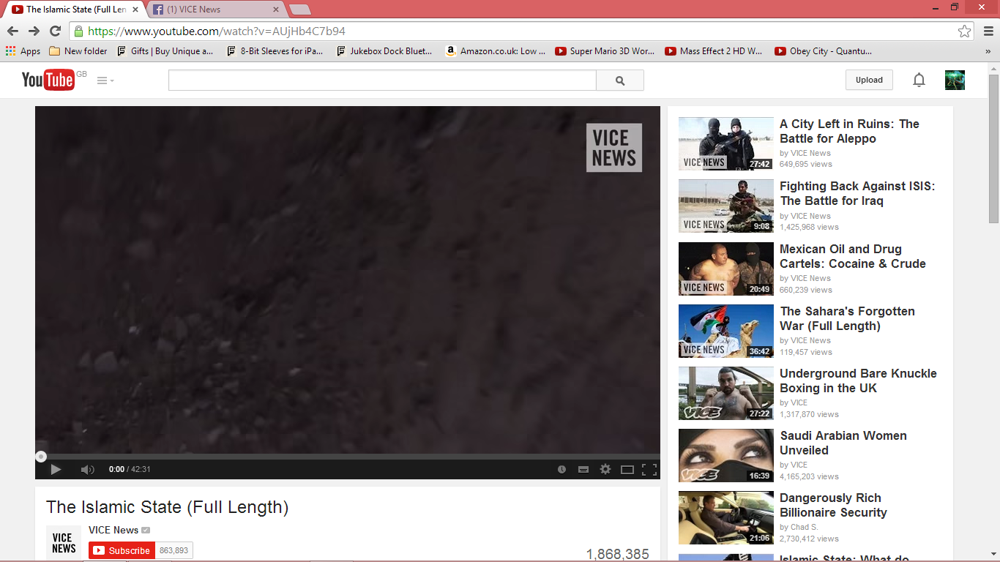 The Islamic State (Full Len
(1) VICE News
https://www.youtube.com/watch?v=AUjHb4C7b94
Apps New folder Gifts | Buy Unique a... 8-Bit Sleeves for iPa... Jukebox Dock Bluet... Amazon.co.uk: Low ... Super Mario 3D Wor... Mass Effect 2 HD W... Obey City - Quantu... »
YouTube GB
Upload
VICE
NEWS
0:00 / 42:31
The Islamic State (Full Length)
VICE
NEWS
VICE News
Subscribe 863,893
1,868,385
VICE NEWS 27:42
A City Left in Ruins: The
Battle for Aleppo
by VICE News
649,695 views
VICE NEWS 9:08
Fighting Back Against ISIS:
The Battle for Iraq
by VICE News
1,425,968 views
VICE NEWS 20:49
Mexican Oil and Drug
Cartels: Cocaine & Crude
by VICE News
660,239 views
VICE NEWS 36:42
The Sahara's Forgotten
War (Full Length)
by VICE News
119,457 views
VICE 27:22
Underground Bare Knuckle
Boxing in the UK
by VICE
1,317,870 views
VICE 16:39
Saudi Arabian Women
Unveiled
by VICE
4,165,203 views
21:06
Dangerously Rich
Billionaire Security
by Chad S.
2,730,412 views
Islamic State: What do